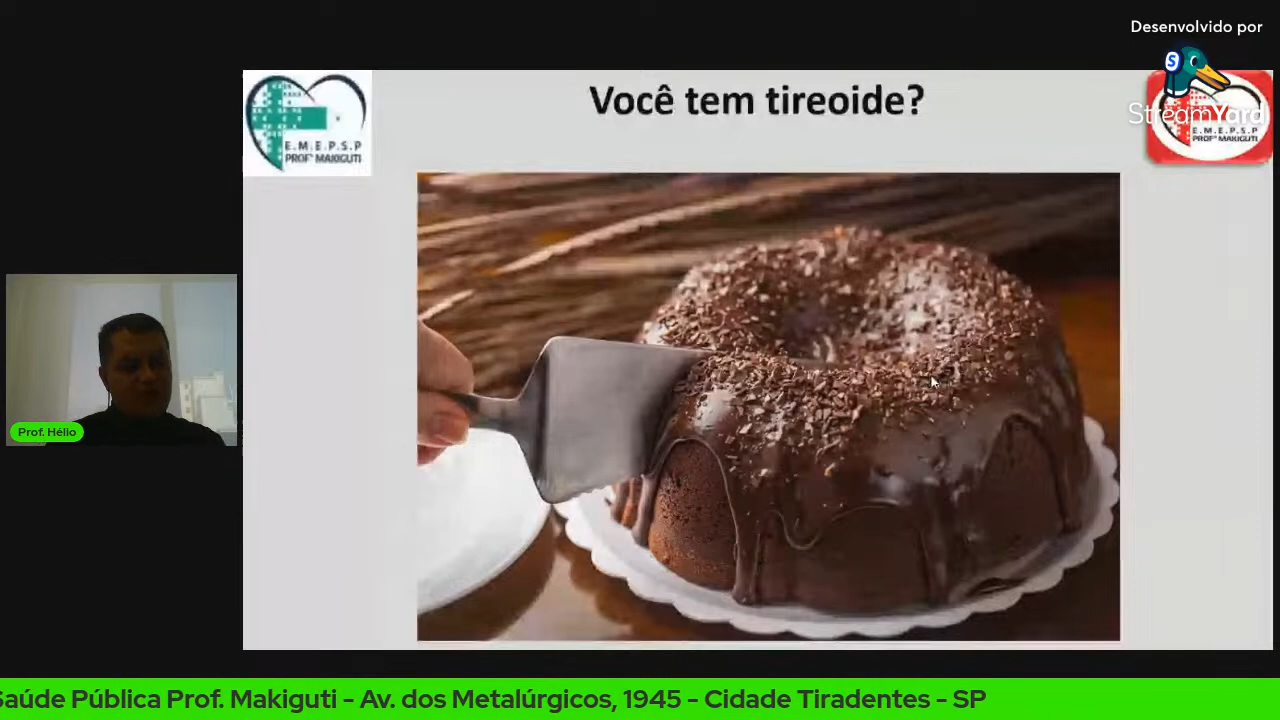 Desenvolvido por
StreamYard
Você tem tireoide?
E.M.E.P.S.P
PROFº MAKIGUTI
E.M.E.P.S.P
PROFº MAKIGUTI
Prof. Hélio
Saúde Pública Prof. Makiguti - Av. dos Metalúrgicos, 1945 - Cidade Tiradentes - SP